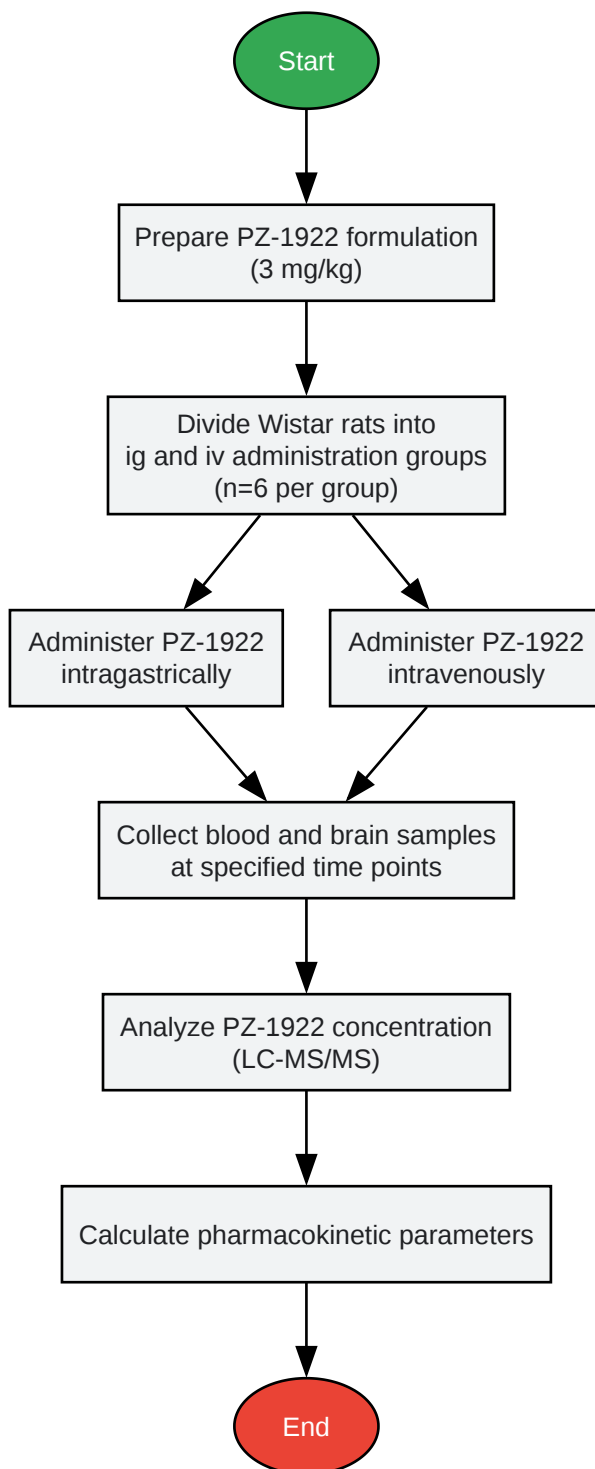 Start
Prepare PZ-1922 formulation
(3 mg/kg)
Divide Wistar rats into
ig and iv administration groups
(n=6 per group)
Administer PZ-1922
intragastrically
Administer PZ-1922
intravenously
Collect blood and brain samples
at specified time points
Analyze PZ-1922 concentration
(LC-MS/MS)
Calculate pharmacokinetic parameters
End